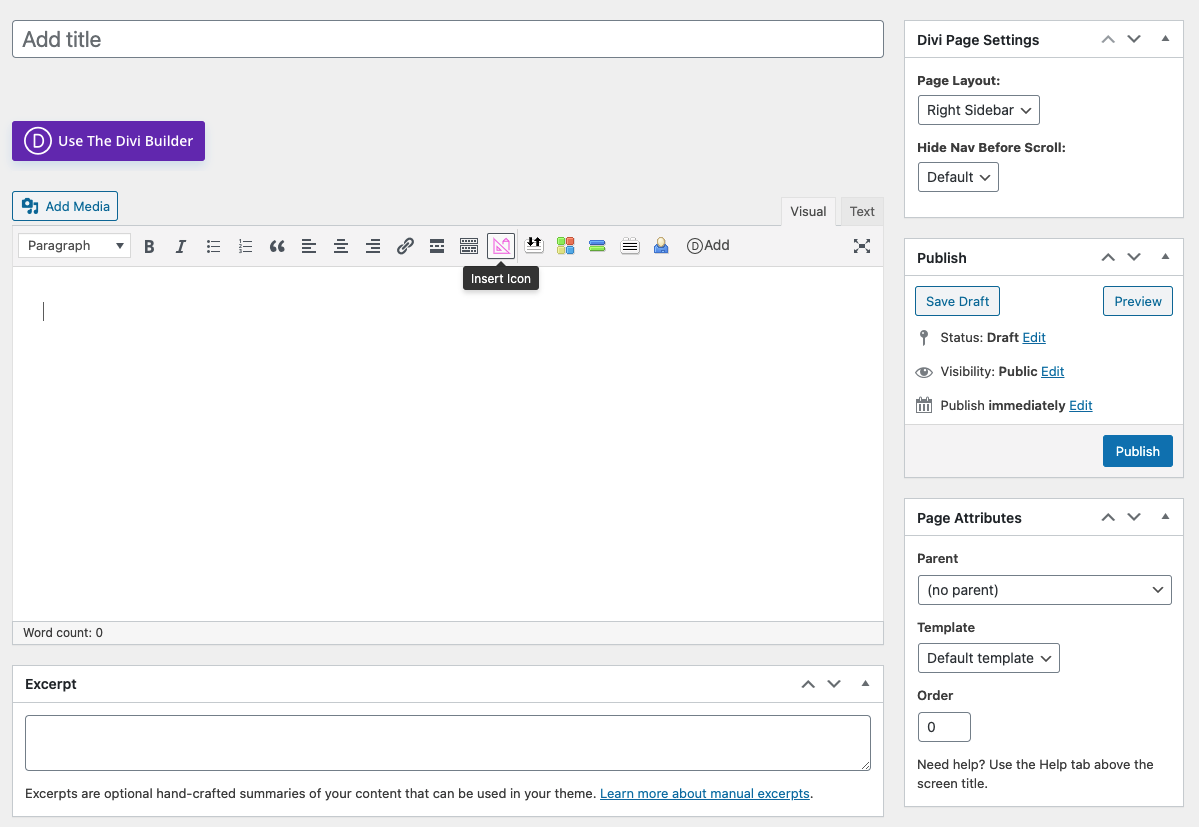 Add title
Use The Divi Builder
Add Media
Visual
Text
Paragraph
B
I
Add
Insert Icon
Word count: 0
Excerpt
Excerpts are optional hand-crafted summaries of your content that can be used in your theme. Learn more about manual excerpts.
Divi Page Settings
Page Layout:
Right Sidebar
Hide Nav Before Scroll:
Default
Publish
Save Draft
Preview
Status: Draft Edit
Visibility: Public Edit
Publish immediately Edit
Publish
Page Attributes
Parent
(no parent)
Template
Default template
Order
0
Need help? Use the Help tab above the
screen title.